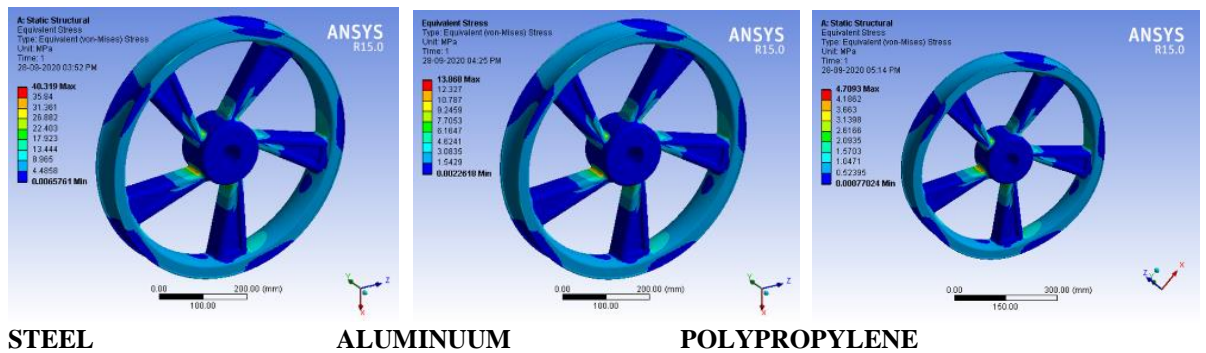 A: Static Structural
Equivalent Stress
Type: Equivalent (von-Mises) Stress
Unit: MPa
Time: 1
28-09-2020 03:52 PM
40.319 Max
35.84
31.361
26.882
22.403
17.923
13.444
8.965
4.4858
0.0065761 Min
ANSYS
R15.0
0.00
200.00 (mm)
100.00
Y
Z
X
Equivalent Stress
Type: Equivalent (von-Mises) Stress
Unit: MPa
Time: 1
28-09-2020 04:25 PM
13.868 Max
12.327
10.787
9.2459
7.7053
6.1647
4.6241
3.0835
1.5429
0.0022618 Min
ANSYS
R15.0
0.00
200.00 (mm)
100.00
Y
Z
X
A: Static Structural
Equivalent Stress
Type: Equivalent (von-Mises) Stress
Unit: MPa
Time: 1
28-09-2020 05:14 PM
4.7093 Max
4.1862
3.663
3.1398
2.6166
2.0935
1.5703
1.0471
0.52395
0.00077024 Min
ANSYS
R15.0
0.00
300.00 (mm)
150.00
X
STEEL ALUMINUUM POLYPROPYLENE